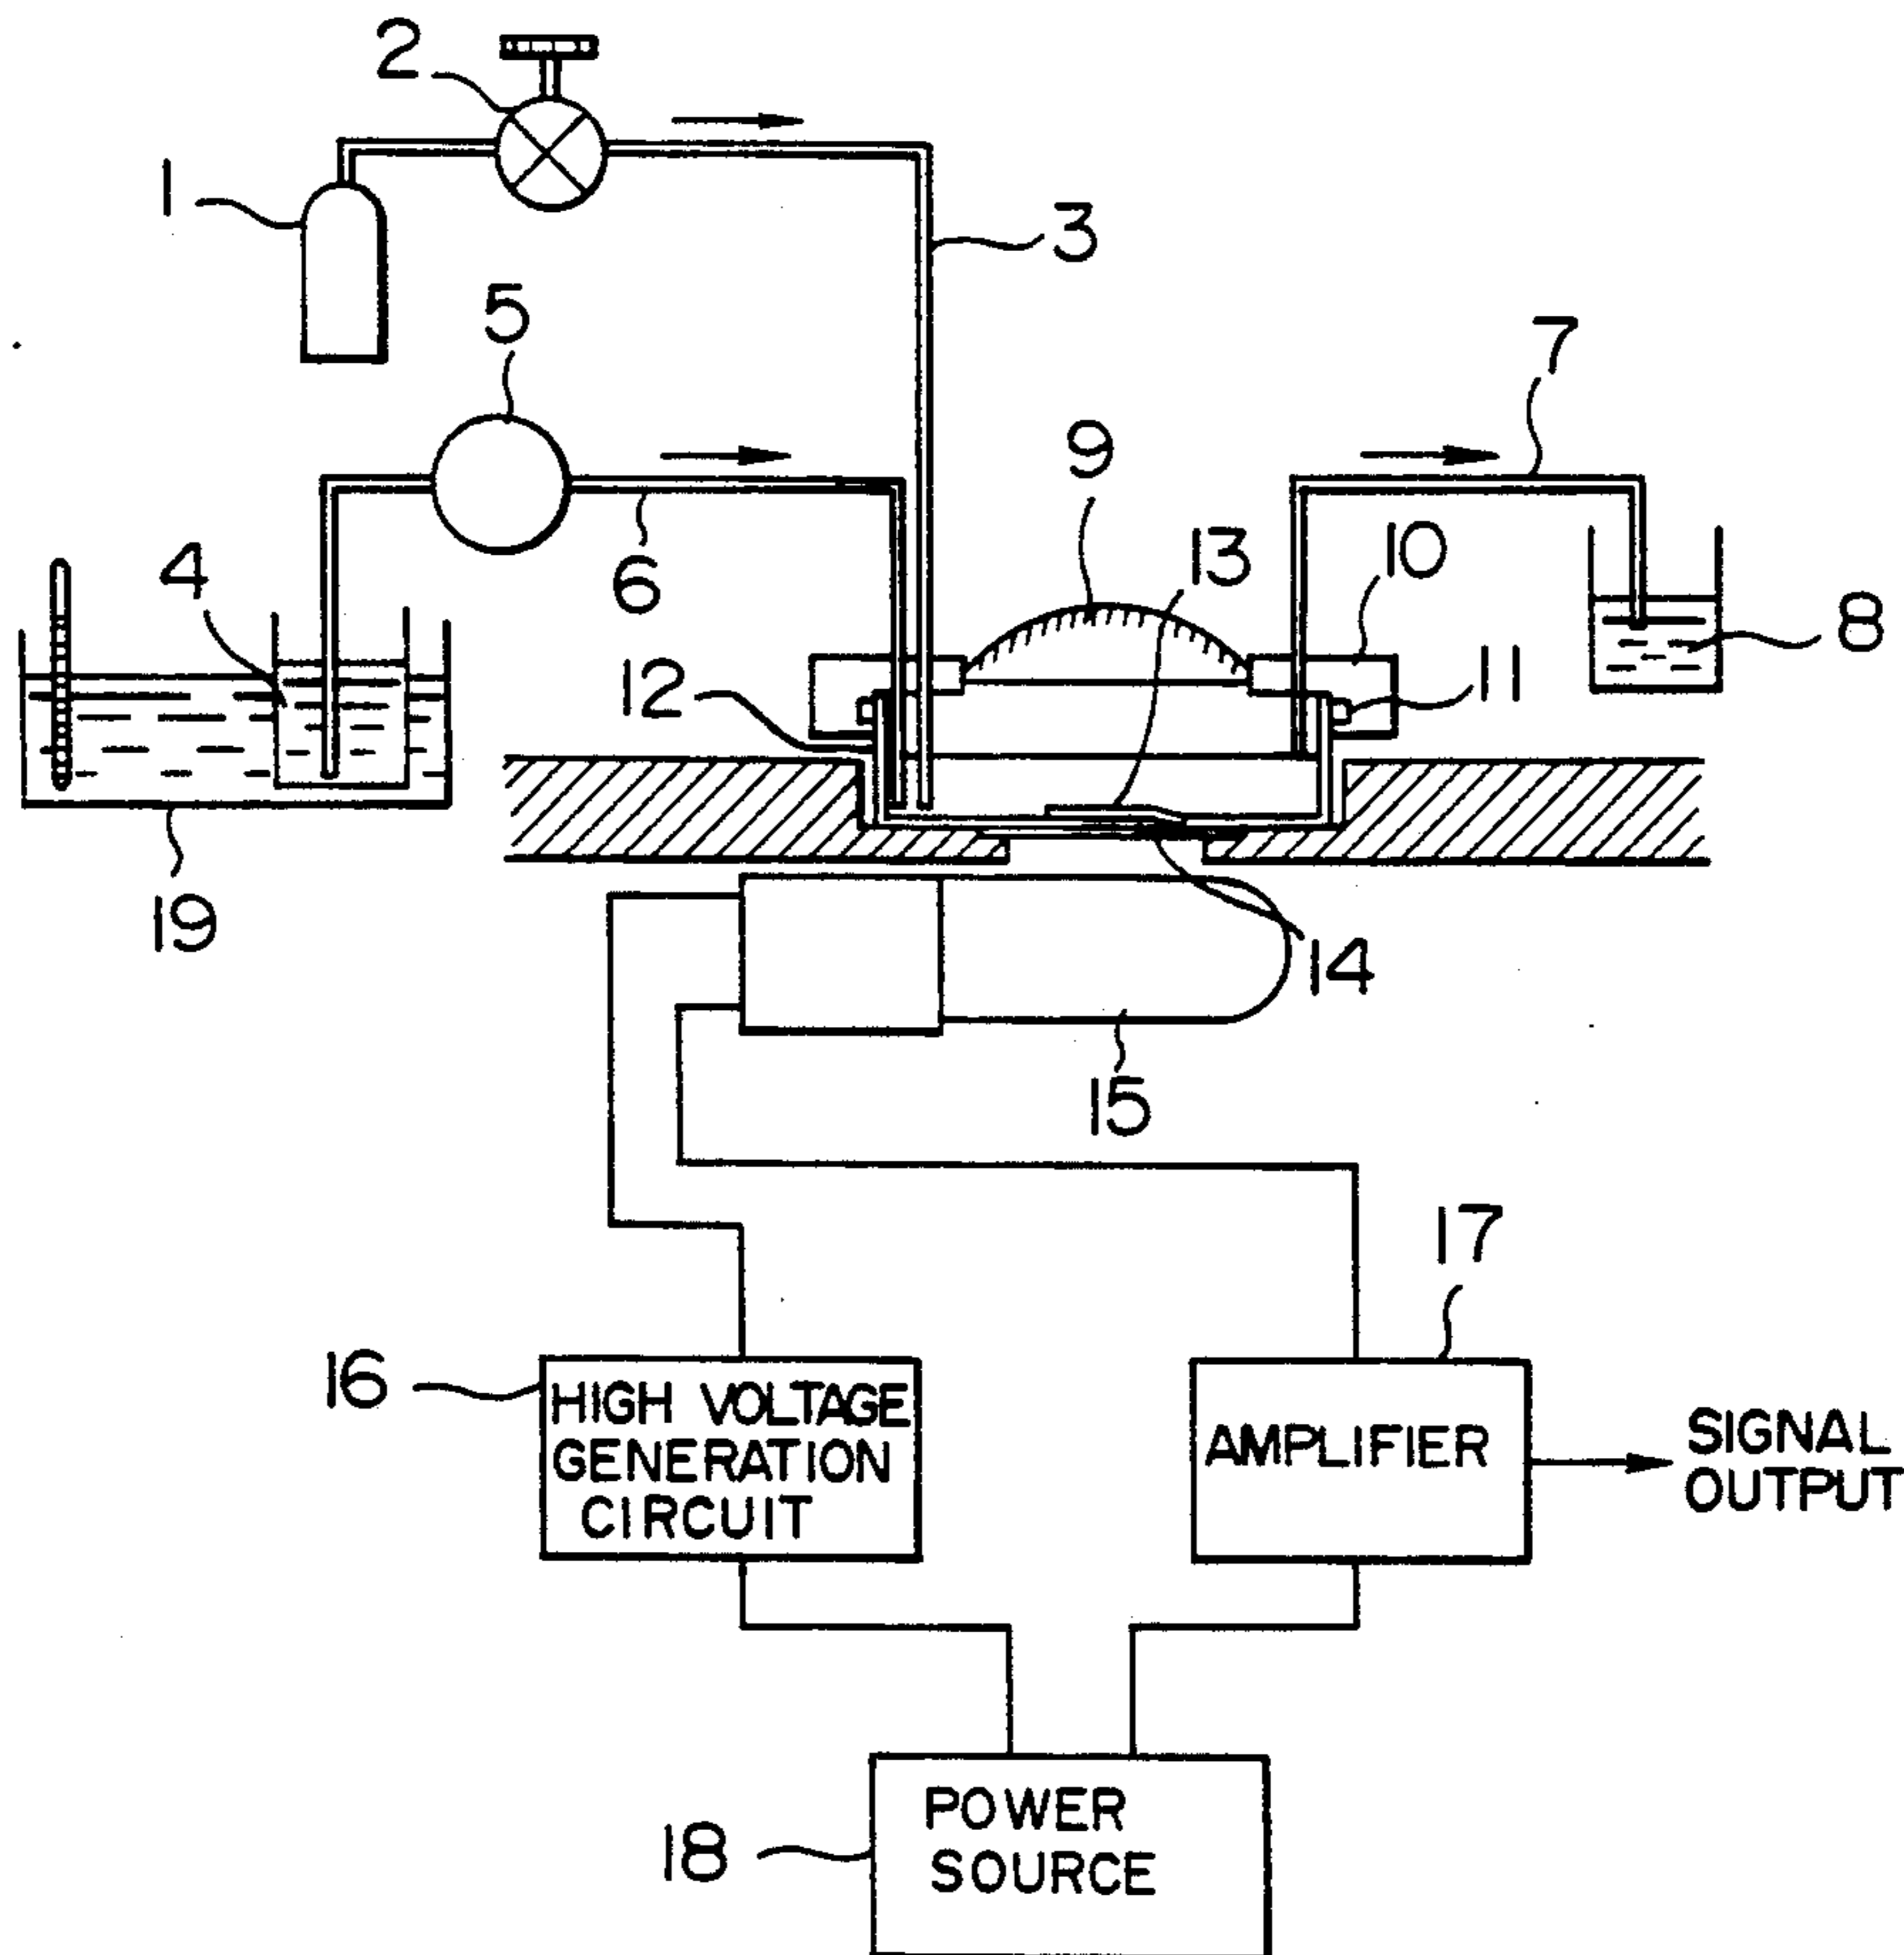 2
1
3
5
7
9
13
10
4
6
8
12
11
19
14
15
17
16
HIGH VOLTAGE
GENERATION
CIRCUIT
AMPLIFIER
SIGNAL
OUTPUT
18
POWER
SOURCE